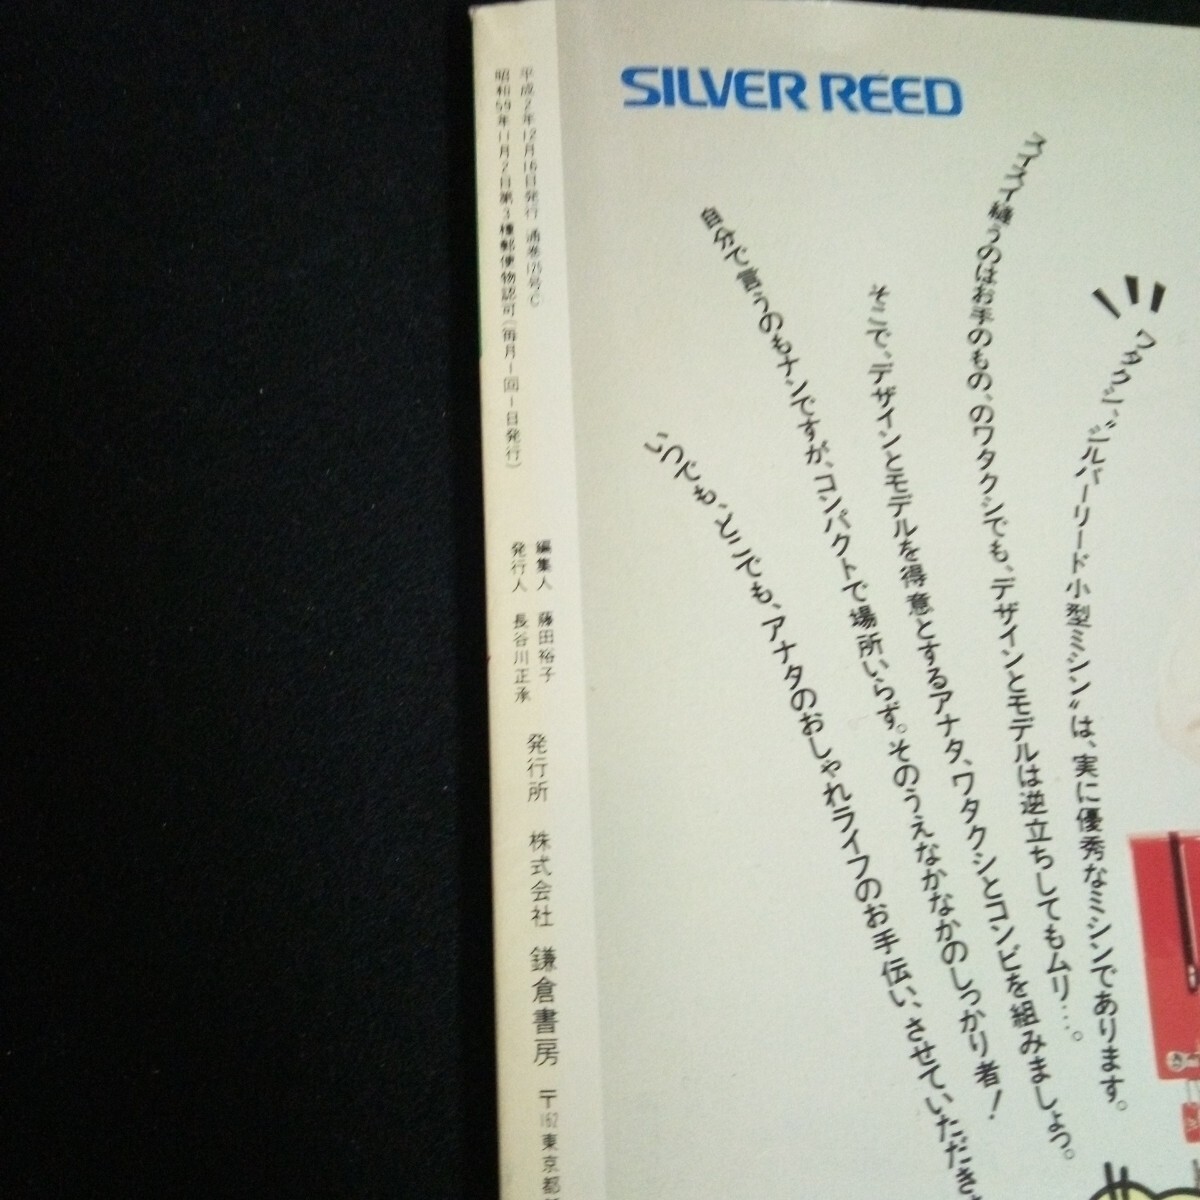 SILVER REED
ワタクシ、“シルバーリード小型ミシン”は、実に優秀なミシンであります。
スイスイ縫うのはお手のもの、のワタクシでも、デザインとモデルは逆立ちしてもムリ…。
そこで、デザインとモデルを得意とするアナタ、ワタクシとコンビを組みましょう。
自分で言うのもナンですが、コンパクトで場所いらず。そのうえなかなかのしっかり者!
いつでも、どこでも、アナタのおしゃれライフのお手伝い、させていただき
平成2年12月16日発行 通巻125号C
昭和59年11月2日第3種郵便物認可(毎月一回一日発行)
編集人 藤田裕子
発行人 長谷川正承
発行所 株式会社 鎌倉書房 〒162東京都